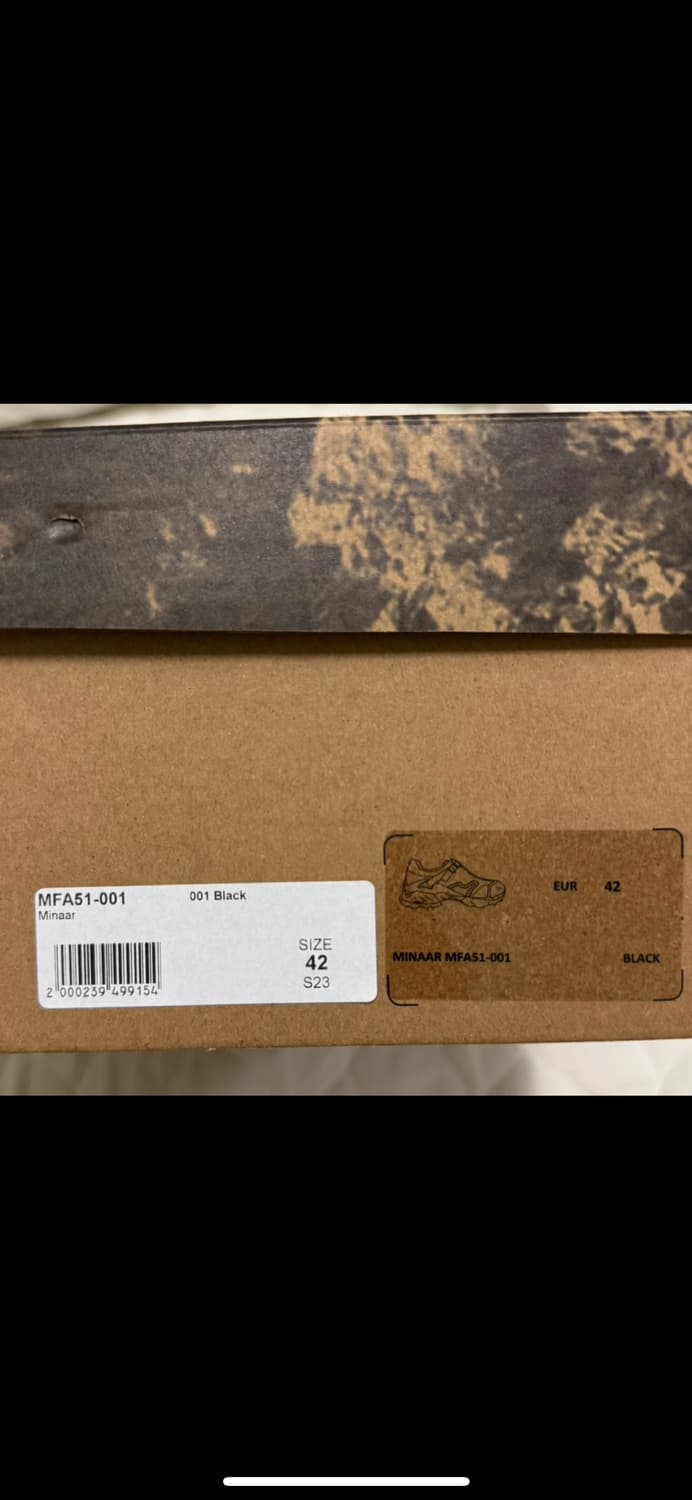 MFA51-001 001 Black
Minaar
SIZE
42
S23
2 000239 499154
EUR 42
MINAAR MFA51-001 BLACK